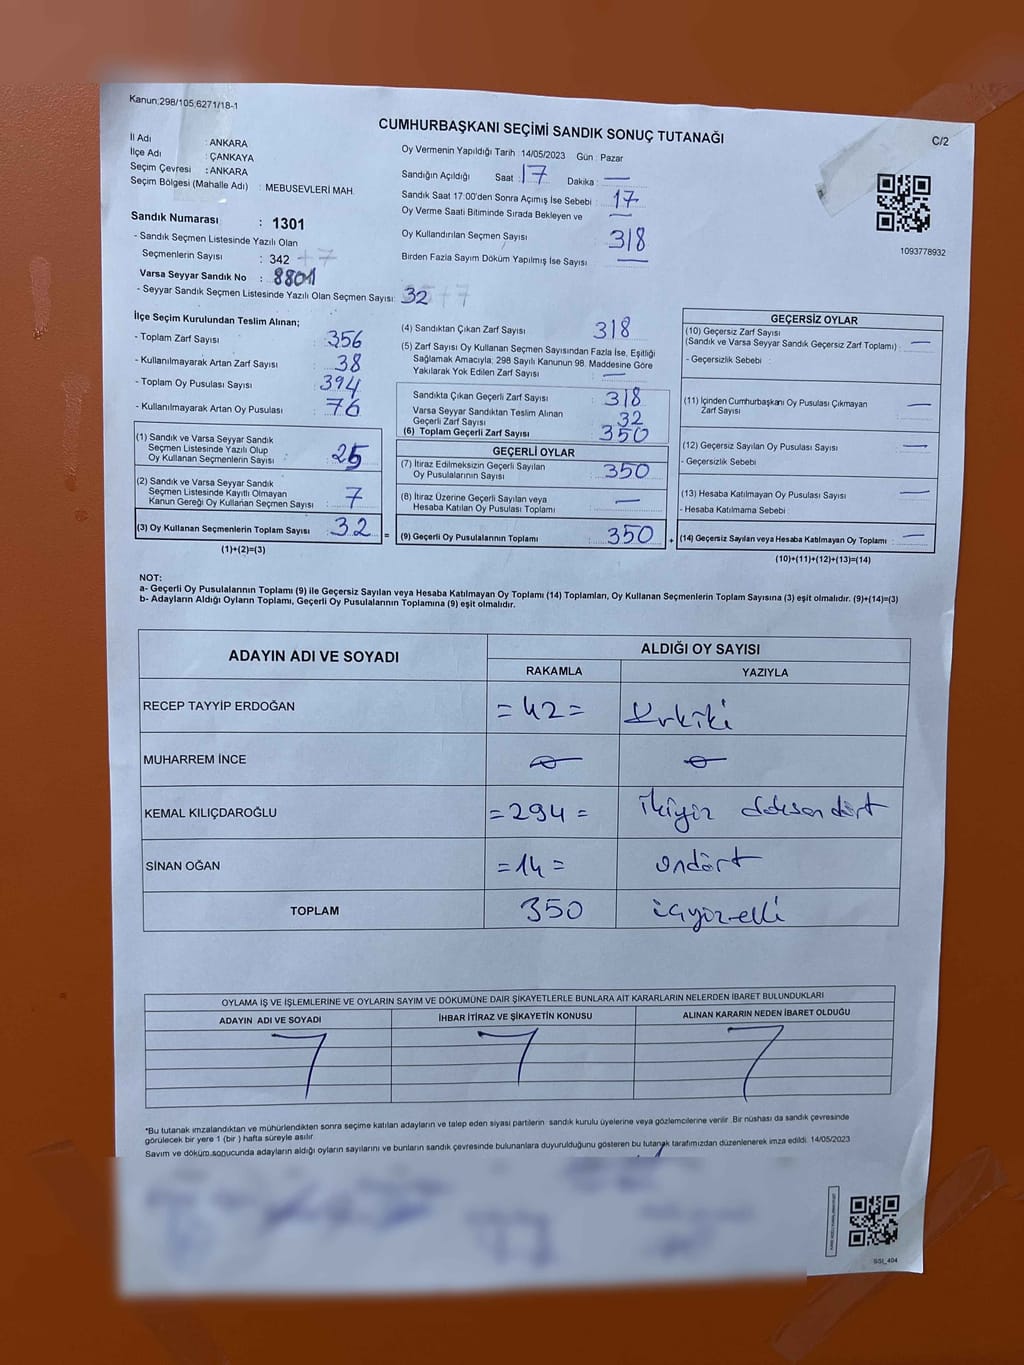 Kanun;298/105;6271/18-1
CUMHURBAŞKANI SEÇİMİ SANDIK SONUÇ TUTANAĞI
C/2
İl Adı : ANKARA
İlçe Adı : ÇANKAYA
Seçim Çevresi : ANKARA
Seçim Bölgesi (Mahalle Adı) : MEBUSEVLERİ MAH.
Sandık Numarası : 1301
- Sandık Seçmen Listesinde Yazılı Olan
Seçmenlerin Sayısı : 342 +7
Varsa Seyyar Sandık No : 8801
- Seyyar Sandık Seçmen Listesinde Yazılı Olan Seçmen Sayısı: 32
Oy Vermenin Yapıldığı Tarih : 14/05/2023 Gün : Pazar
Sandığın Açıldığı Saat : 17 Dakika : —
Sandık Saat 17:00'den Sonra Açımış İse Sebebi : 17
Oy Verme Saati Bitiminde Sırada Bekleyen ve —
Oy Kullandırılan Seçmen Sayısı 318
Birden Fazla Sayım Döküm Yapılmış İse Sayısı —
1093778932
İlçe Seçim Kurulundan Teslim Alınan;
- Toplam Zarf Sayısı : 356
- Kullanılmayarak Artan Zarf Sayısı : 38
- Toplam Oy Pusulası Sayısı : 394
- Kullanılmayarak Artan Oy Pusulası : 76
(1) Sandık ve Varsa Seyyar Sandık
Seçmen Listesinde Yazılı Olup
Oy Kullanan Seçmenlerin Sayısı : 25
(2) Sandık ve Varsa Seyyar Sandık
Seçmen Listesinde Kayıtlı Olmayan
Kanun Gereği Oy Kullanan Seçmen Sayısı : 7
(3) Oy Kullanan Seçmenlerin Toplam Sayısı : 32 =
(1)+(2)=(3)
(4) Sandıktan Çıkan Zarf Sayısı 318
(5) Zarf Sayısı Oy Kullanan Seçmen Sayısından Fazla İse, Eşitliği
Sağlamak Amacıyla, 298 Sayılı Kanunun 98. Maddesine Göre
Yakılarak Yok Edilen Zarf Sayısı : —
Sandıkta Çıkan Geçerli Zarf Sayısı : 318
Varsa Seyyar Sandıktan Teslim Alınan
Geçerli Zarf Sayısı : 32
(6) Toplam Geçerli Zarf Sayısı : 350
GEÇERLİ OYLAR
(7) İtiraz Edilmeksizin Geçerli Sayılan
Oy Pusulalarının Sayısı : 350
(8) İtiraz Üzerine Geçerli Sayılan veya
Hesaba Katılan Oy Pusulası Toplamı : —
(9) Geçerli Oy Pusulalarının Toplamı : 350 +
GEÇERSİZ OYLAR
(10) Geçersiz Zarf Sayısı
(Sandık ve Varsa Seyyar Sandık Geçersiz Zarf Toplamı) : —
- Geçersizlik Sebebi :
(11) İçinden Cumhurbaşkanı Oy Pusulası Çıkmayan
Zarf Sayısı : —
(12) Geçersiz Sayılan Oy Pusulası Sayısı : —
- Geçersizlik Sebebi
(13) Hesaba Katılmayan Oy Pusulası Sayısı : —
- Hesaba Katılmama Sebebi :
(14) Geçersiz Sayılan veya Hesaba Katılmayan Oy Toplamı : —
(10)+(11)+(12)+(13)=(14)
NOT:
a- Geçerli Oy Pusulalarının Toplamı (9) ile Geçersiz Sayılan veya Hesaba Katılmayan Oy Toplamı (14) Toplamları, Oy Kullanan Seçmenlerin Toplam Sayısına (3) eşit olmalıdır. (9)+(14)=(3)
b- Adayların Aldığı Oyların Toplamı, Geçerli Oy Pusulalarının Toplamına (9) eşit olmalıdır.
ADAYIN ADI VE SOYADI
ALDIĞI OY SAYISI
RAKAMLA YAZIYLA
RECEP TAYYİP ERDOĞAN =42= Kırkiki
MUHARREM İNCE
KEMAL KILIÇDAROĞLU =294= İkiyüz doksan dört
SİNAN OĞAN =14= ondört
TOPLAM 350 üçyüzelli
OYLAMA İŞ VE İŞLEMLERİNE VE OYLARIN SAYIM VE DÖKÜMÜNE DAİR ŞİKAYETLERLE BUNLARA AİT KARARLARIN NELERDEN İBARET BULUNDUKLARI
ADAYIN ADI VE SOYADI İHBAR İTİRAZ VE ŞİKAYETİN KONUSU ALINAN KARARIN NEDEN İBARET OLDUĞU
*Bu tutanak imzalandıktan ve mühürlendikten sonra seçime katılan adayların ve talep eden siyasi partilerin sandık kurulu üyelerine veya gözlemcilerine verilir. Bir nüshası da sandık çevresinde
görülecek bir yere 1 (bir) hafta süreyle asılır.
Sayım ve döküm sonucunda adayların aldığı oyların sayılarını ve bunların sandık çevresinde bulunanlara duyurulduğunu gösteren bu tutanak tarafımızdan düzenlenerek imza edildi. 14/05/2023
SSI_404